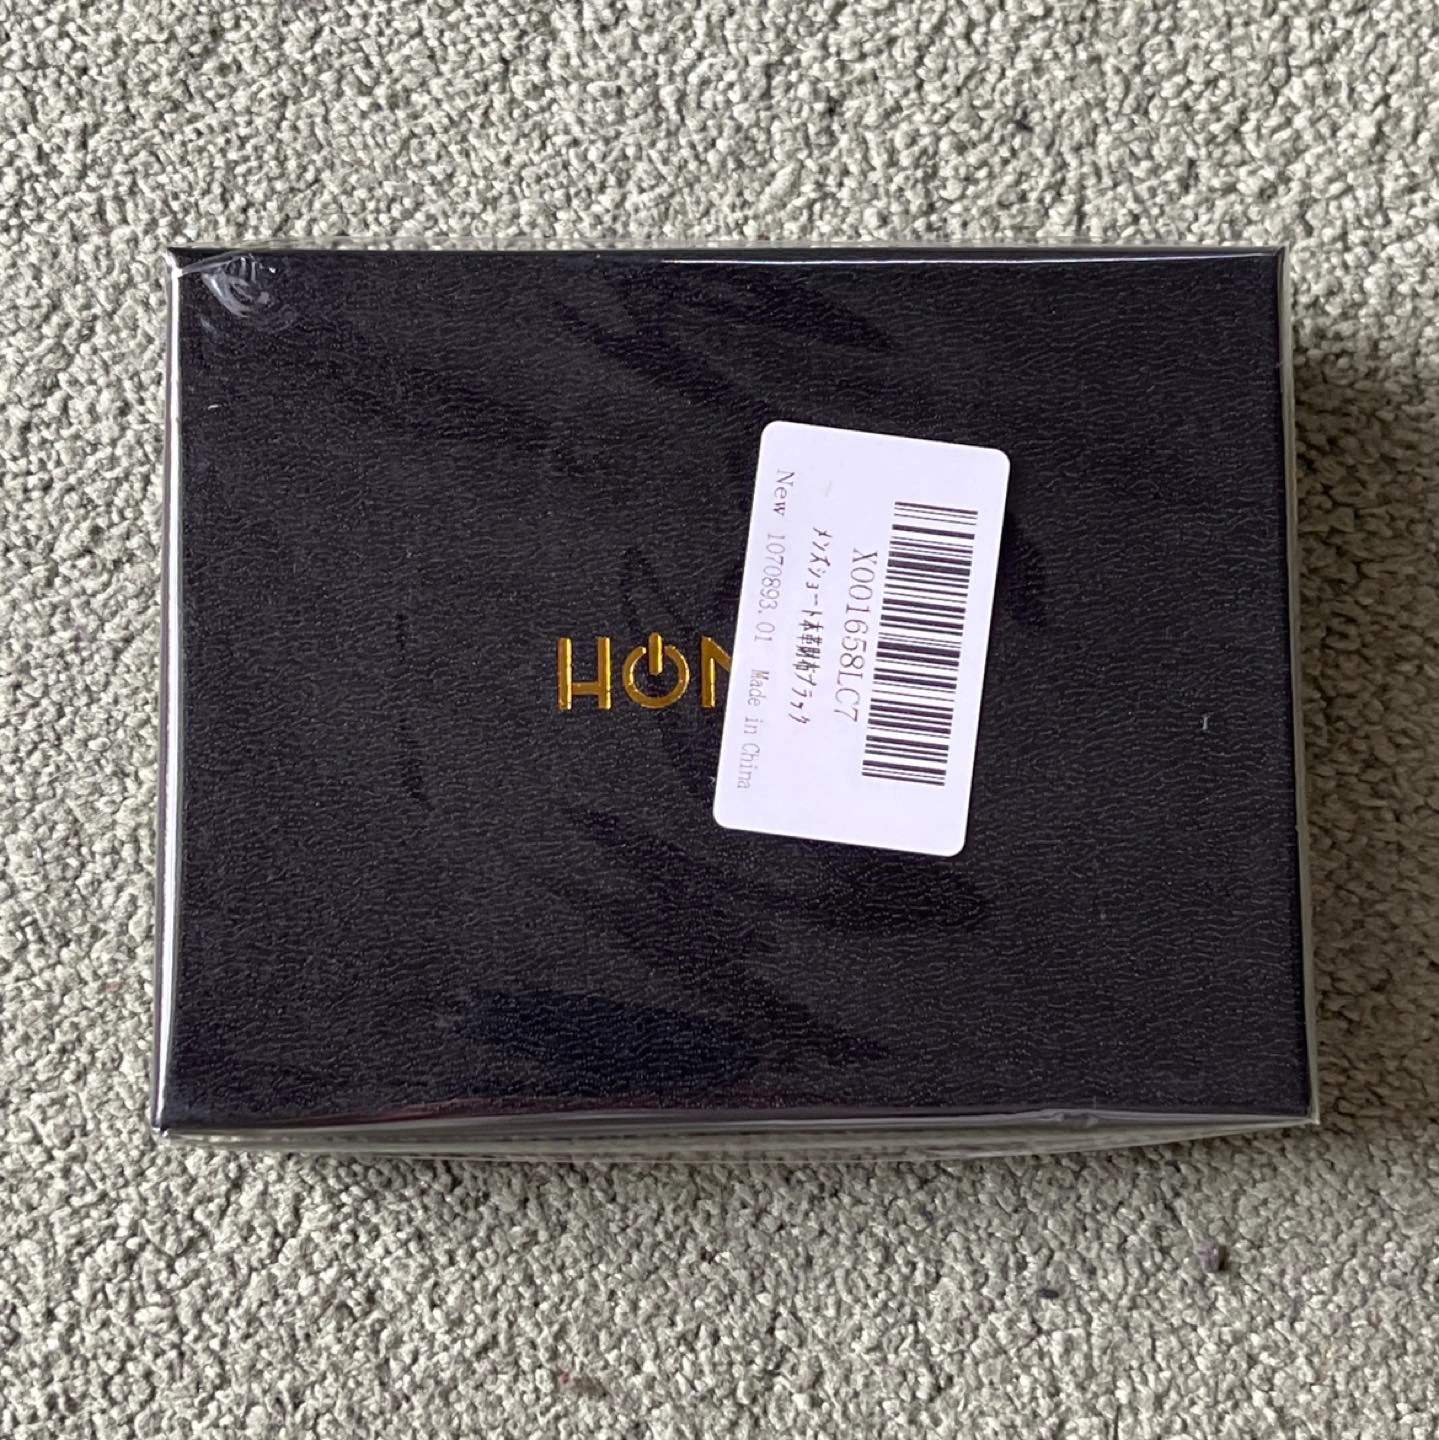 HON
X001658LC7
メンズショート本革財布ブラック
New 1070893.01 Made in China